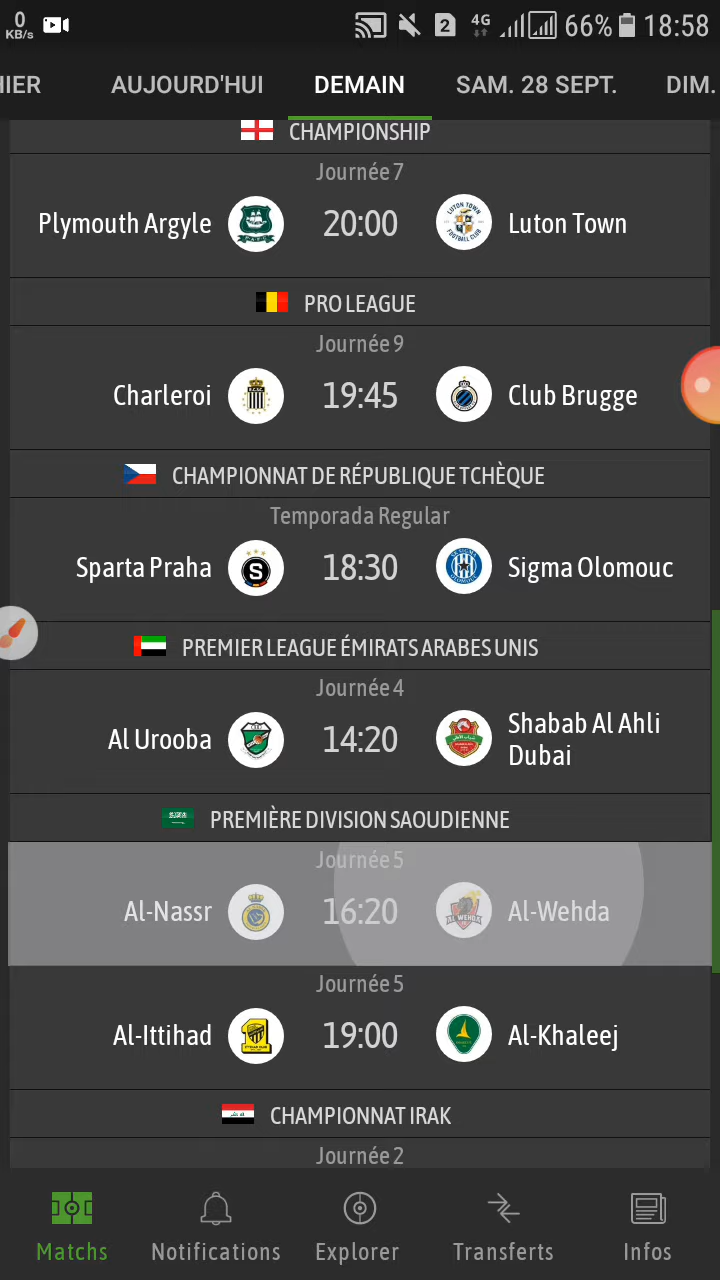 0
KB/s
2
4G
66%
18:58
HIER
AUJOURD'HUI
DEMAIN
SAM. 28 SEPT.
DIM.
CHAMPIONSHIP
Journée 7
Plymouth Argyle
20:00
Luton Town
PRO LEAGUE
Journée 9
Charleroi
19:45
Club Brugge
CHAMPIONNAT DE RÉPUBLIQUE TCHÈQUE
Temporada Regular
Sparta Praha
18:30
Sigma Olomouc
PREMIER LEAGUE ÉMIRATS ARABES UNIS
Journée 4
Al Urooba
14:20
Shabab Al Ahli
Dubai
PREMIÈRE DIVISION SAOUDIENNE
Journée 5
Al-Nassr
16:20
Al-Wehda
Journée 5
Al-Ittihad
19:00
Al-Khaleej
CHAMPIONNAT IRAK
Journée 2
Matchs
Notifications
Explorer
Transferts
Infos